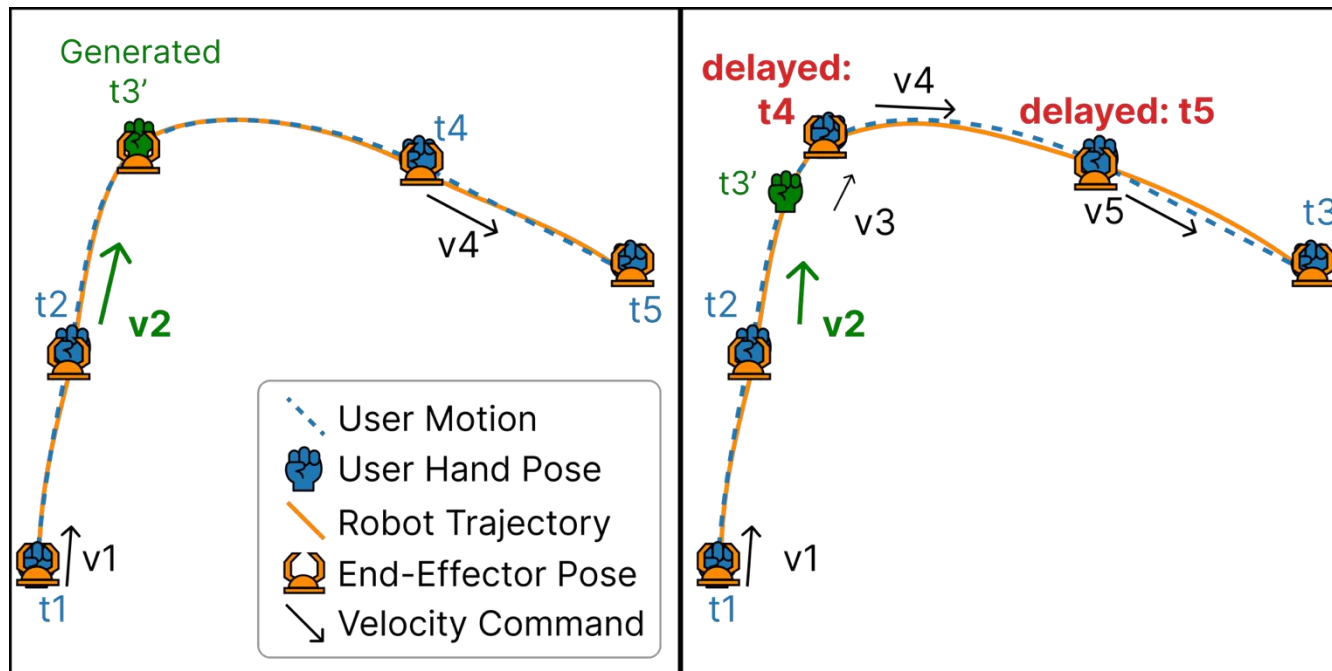 Generated
t3’
t4
t2
v2
v4
t5
v1
t1
User Motion
User Hand Pose
Robot Trajectory
End-Effector Pose
Velocity Command
delayed:
t4
v4
delayed: t5
t3’
v3
v5
t3
t2
v2
v1
t1